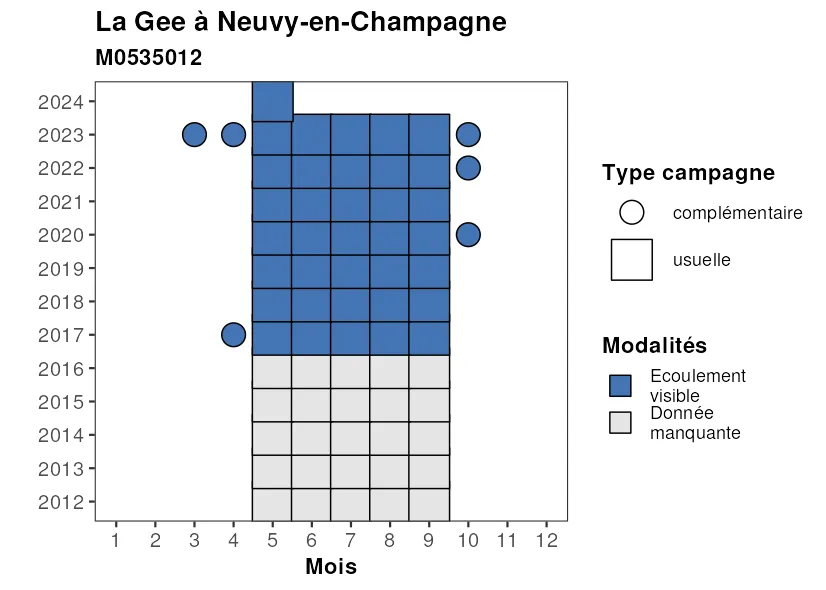 La Gee à Neuvy-en-Champagne
M0535012
2024
2023
2022
2021
2020
2019
2018
2017
2016
2015
2014
2013
2012
1 2 3 4 5 6 7 8 9 10 11 12
Mois
Type campagne
complémentaire
usuelle
Modalités
Ecoulement
visible
Donnée
manquante